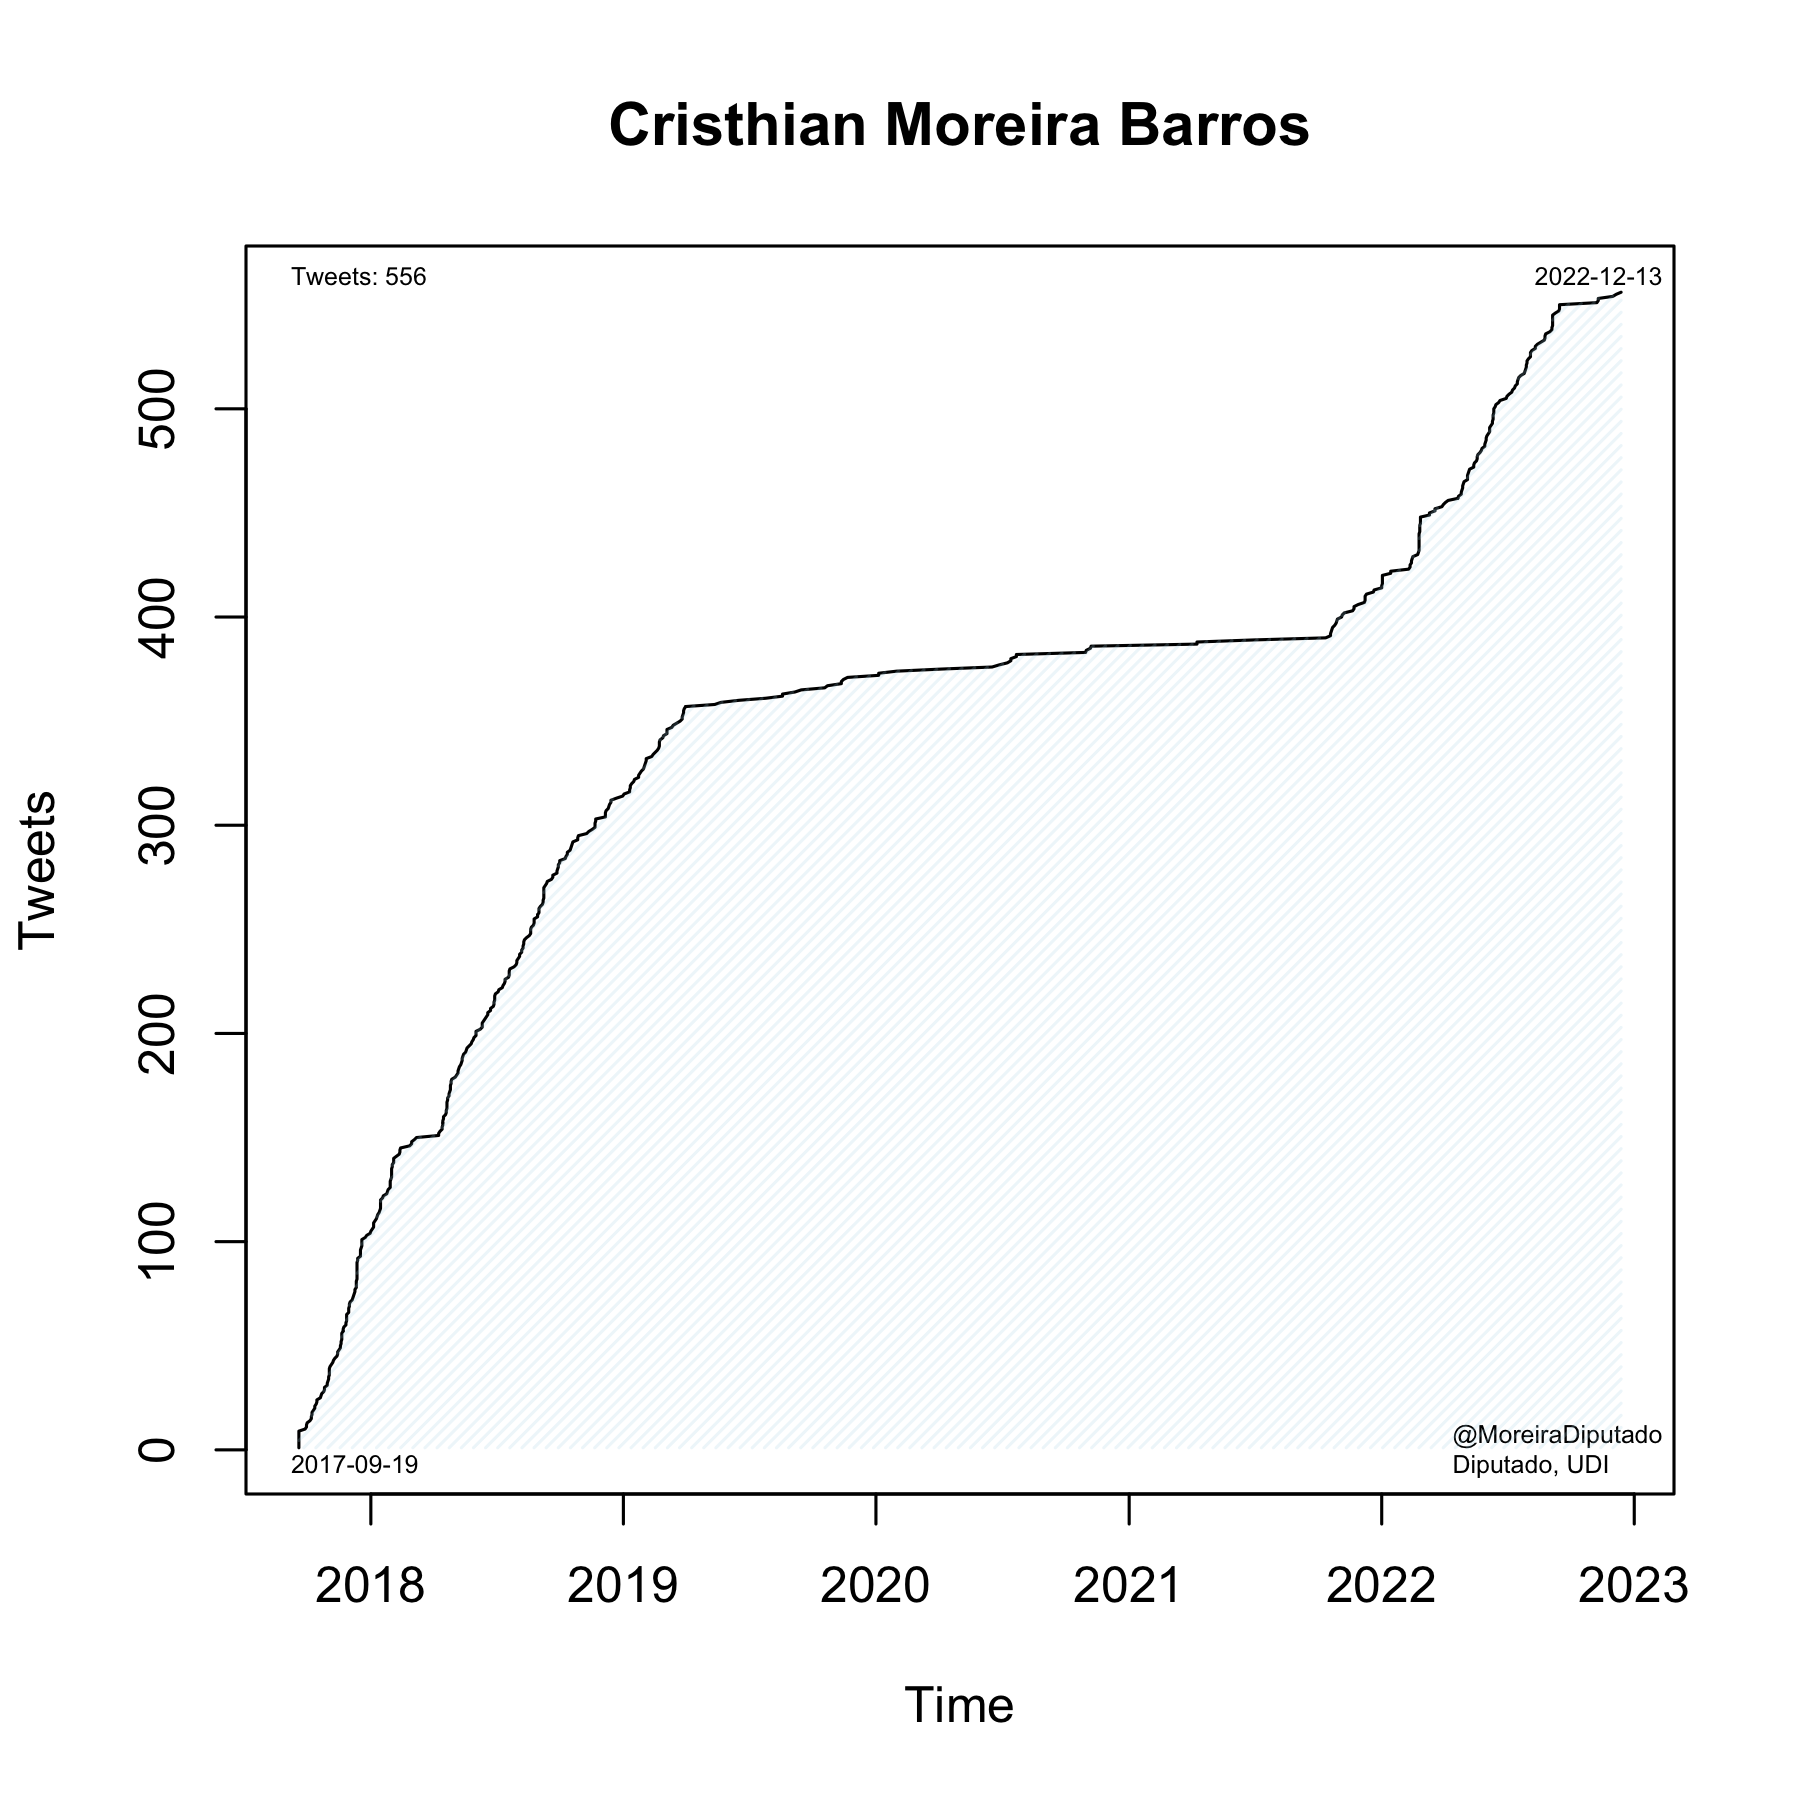 Cristhian Moreira Barros
Tweets: 556
2022-12-13
Tweets
500
400
300
200
100
0
@MoreiraDiputado
Diputado, UDI
2017-09-19
2018
2019
2020
2021
2022
2023
Time